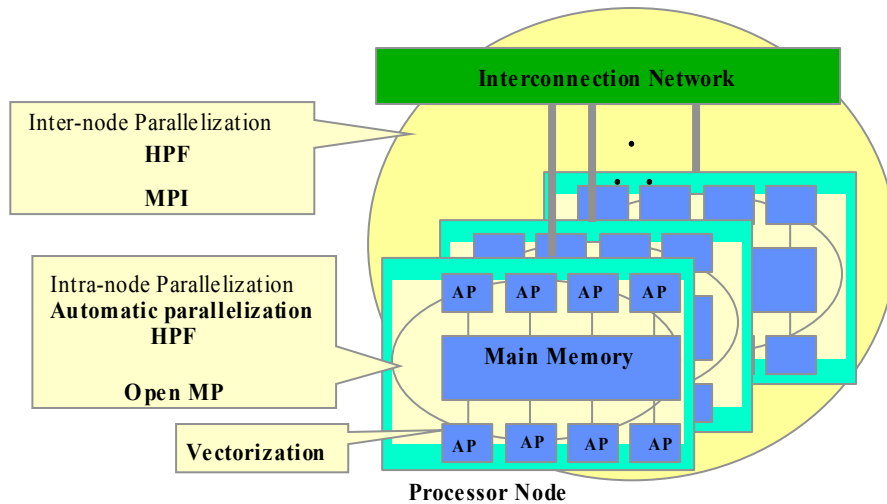 Interconnection Network
Inter-node Parallelization
HPF
MPI
Intra-node Parallelization
Automatic parallelization
HPF
Open MP
Vectorization
AP AP AP AP
Main Memory
AP AP AP AP
Processor Node